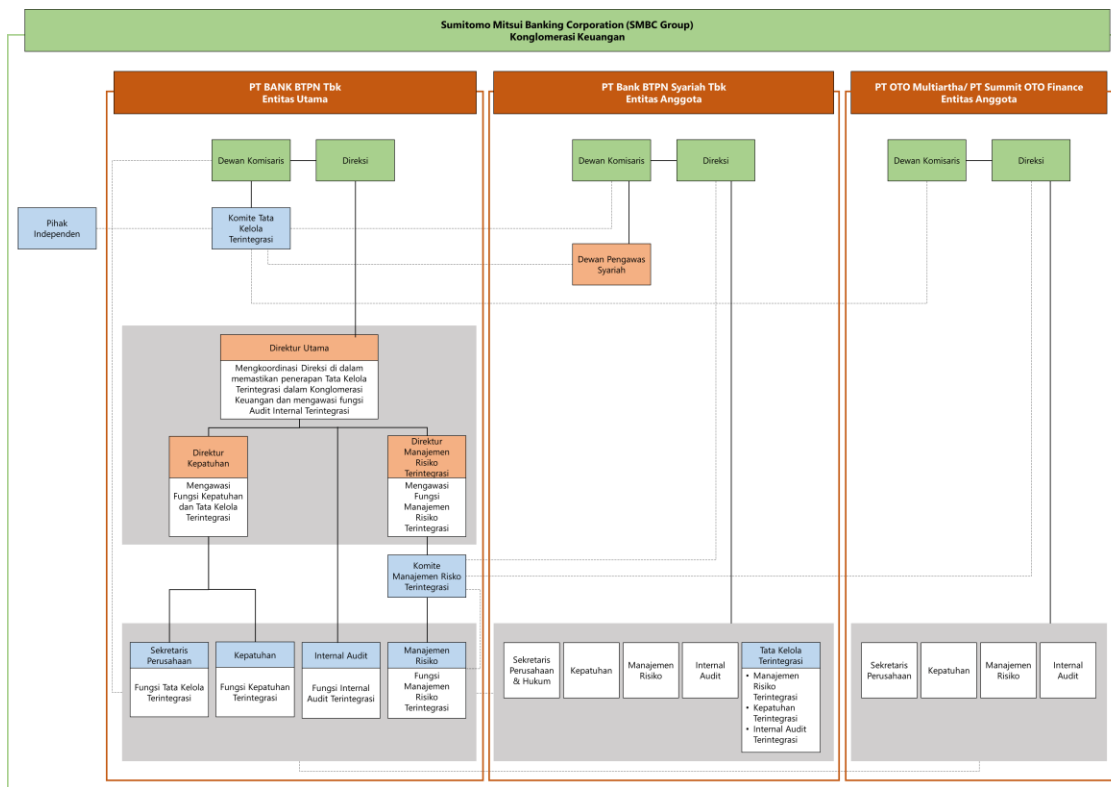 Sumitomo Mitsui Banking Corporation (SMBC Group)
Konglomerasi Keuangan
PT BANK BTPN Tbk
Entitas Utama
PT Bank BTPN Syariah Tbk
Entitas Anggota
PT OTO Multiartha/ PT Summit OTO Finance
Entitas Anggota
Dewan Komisaris
Direksi
Dewan Komisaris
Direksi
Dewan Komisaris
Direksi
Pihak
Independen
Komite Tata
Kelola
Terintegrasi
Dewan Pengawas
Syariah
Direktur Utama
Mengkoordinasi Direksi di dalam
memastikan penerapan Tata Kelola
Terintegrasi dalam Konglomerasi
Keuangan dan mengawasi fungsi
Audit Internal Terintegrasi
Direktur
Kepatuhan
Mengawasi
Fungsi Kepatuhan
dan Tata Kelola
Terintegrasi
Direktur
Manajemen
Risiko
Terintegrasi
Mengawasi
Fungsi
Manajemen
Risiko
Terintegrasi
Komite
Manajemen Risko
Terintegrasi
Sekretaris
Perusahaan
Fungsi Tata Kelola
Terintegrasi
Kepatuhan
Fungsi Kepatuhan
Terintegrasi
Internal Audit
Fungsi Internal
Audit Terintegrasi
Manajemen
Risiko
Fungsi
Manajemen
Risiko
Terintegrasi
Sekretaris
Perusahaan
& Hukum
Kepatuhan
Manajemen
Risiko
Internal
Audit
Tata Kelola
Terintegrasi
• Manajemen
Risiko
Terintegrasi
• Kepatuhan
Terintegrasi
• Internal Audit
Terintegrasi
Sekretaris
Perusahaan
Kepatuhan
Manajemen
Risiko
Internal
Audit